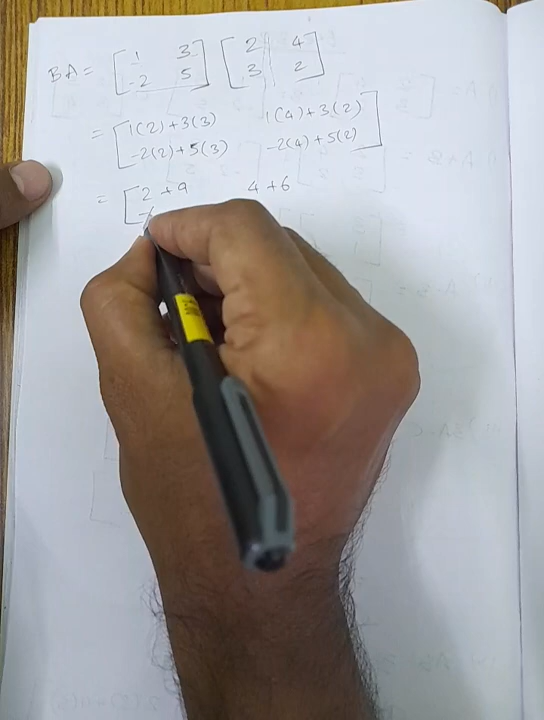 BA = [1 3 -2 5] [2 4 3 2]
= [1(2)+3(3) 1(4)+3(2)
-2(2)+5(3) -2(4)+5(2)]
= [2+9 4+6